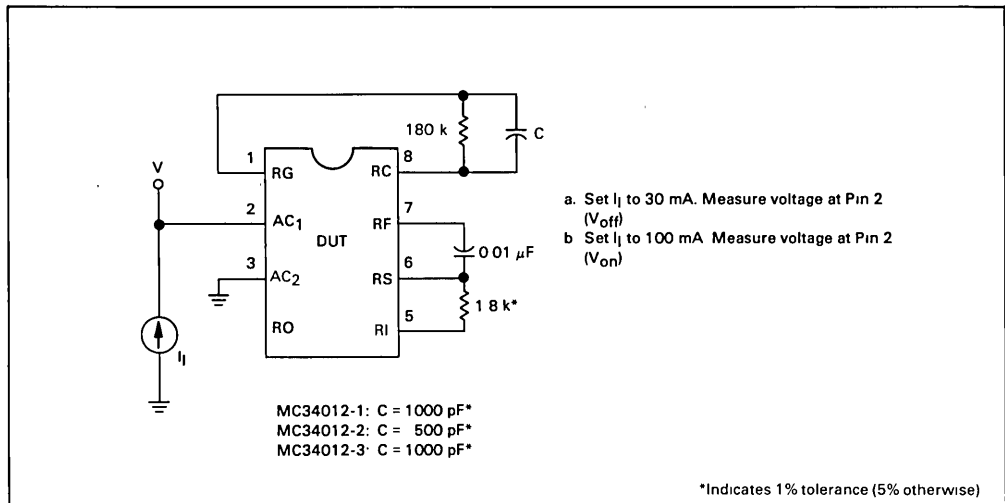 180 k
C
V
1
RG
RC
8
2
AC1
RF
7
DUT
0 01 μF
3
AC2
RS
6
1 8 k*
RO
RI
5
II
a. Set II to 30 mA. Measure voltage at Pin 2
(Voff)
b Set II to 100 mA Measure voltage at Pin 2
(Von)
MC34012-1: C = 1000 pF*
MC34012-2: C = 500 pF*
MC34012-3· C = 1000 pF*
*Indicates 1% tolerance (5% otherwise)